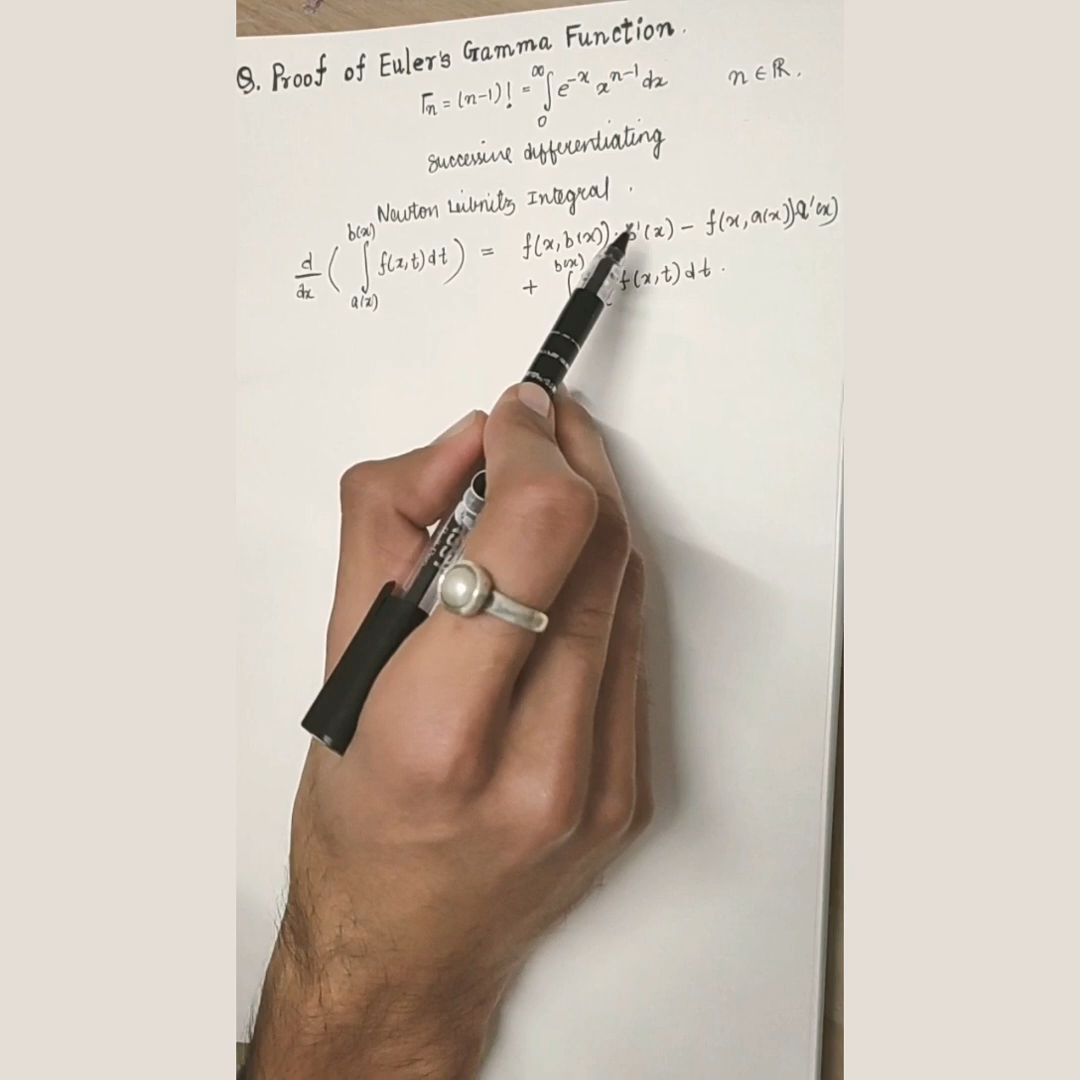 Q. Proof of Euler's Gamma Function.
Γn = (n-1)! = ∫₀^∞ e^-x x^n-1 dx n ∈ ℝ.
successive differentiating
Newton Leibnitz Integral.
d/dx ( ∫_a(x)^b(x) f(x,t) dt ) = f(x, b(x)) · b'(x) - f(x, a(x)) a'(x)
+ ∫^b(x) f(x,t) dt.